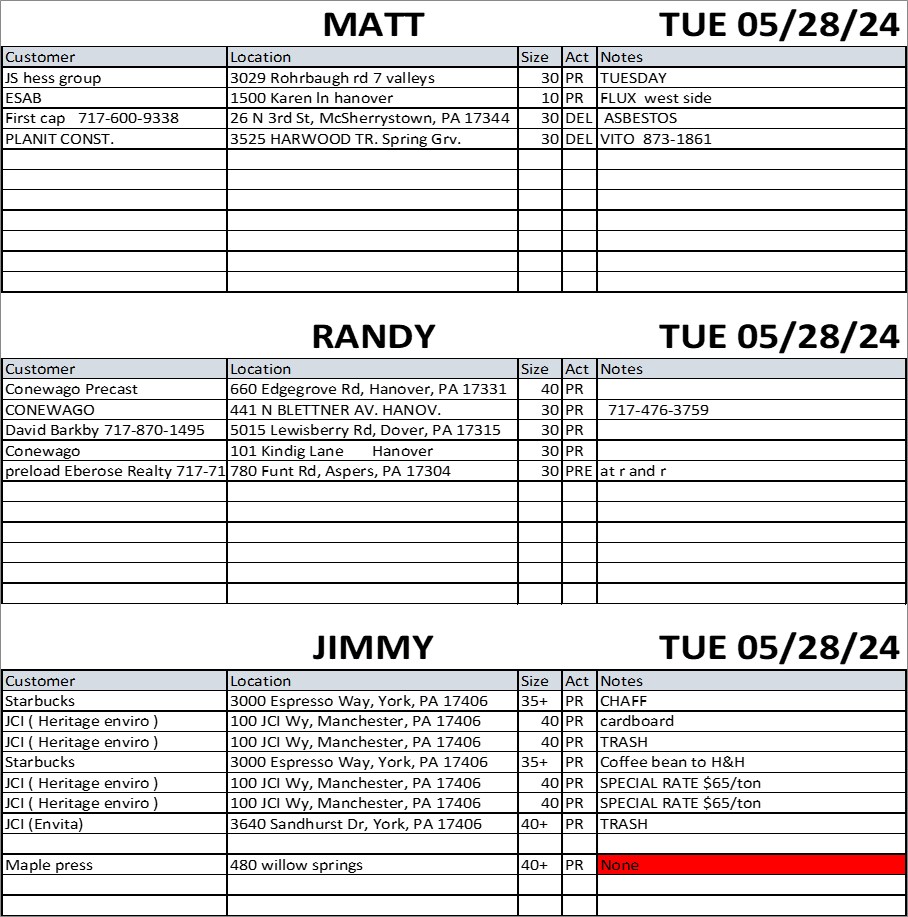 MATT TUE 05/28/24
Customer Location Size Act Notes
JS hess group 3029 Rohrbaugh rd 7 valleys 30 PR TUESDAY
ESAB 1500 Karen ln hanover 10 PR FLUX west side
First cap 717-600-9338 26 N 3rd St, McSherrystown, PA 17344 30 DEL ASBESTOS
PLANIT CONST. 3525 HARWOOD TR. Spring Grv. 30 DEL VITO 873-1861
RANDY TUE 05/28/24
Customer Location Size Act Notes
Conewago Precast 660 Edgegrove Rd, Hanover, PA 17331 40 PR
CONEWAGO 441 N BLETTNER AV. HANOV. 30 PR 717-476-3759
David Barkby 717-870-1495 5015 Lewisberry Rd, Dover, PA 17315 30 PR
Conewago 101 Kindig Lane Hanover 30 PR
preload Eberose Realty 717-71 780 Funt Rd, Aspers, PA 17304 30 PRE at r and r
JIMMY TUE 05/28/24
Customer Location Size Act Notes
Starbucks 3000 Espresso Way, York, PA 17406 35+ PR CHAFF
JCI ( Heritage enviro ) 100 JCI Wy, Manchester, PA 17406 40 PR cardboard
JCI ( Heritage enviro ) 100 JCI Wy, Manchester, PA 17406 40 PR TRASH
Starbucks 3000 Espresso Way, York, PA 17406 35+ PR Coffee bean to H&H
JCI ( Heritage enviro ) 100 JCI Wy, Manchester, PA 17406 40 PR SPECIAL RATE $65/ton
JCI ( Heritage enviro ) 100 JCI Wy, Manchester, PA 17406 40 PR SPECIAL RATE $65/ton
JCI (Envita) 3640 Sandhurst Dr, York, PA 17406 40+ PR TRASH
Maple press 480 willow springs 40+ PR None